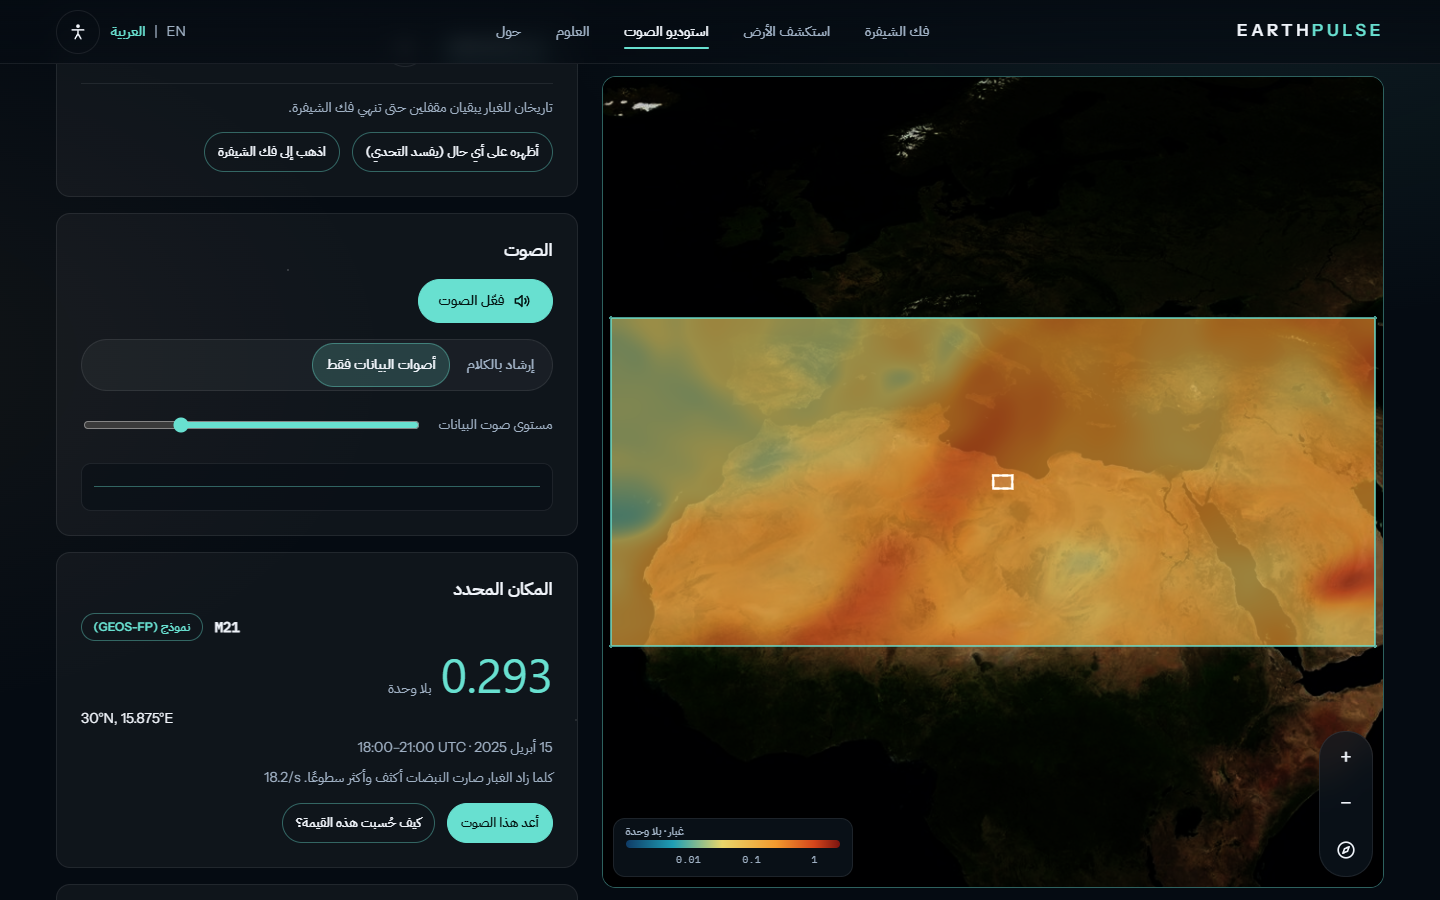 EARTHPULSE
فك الشيفرة
استكشف الأرض
استوديو الصوت
العلوم
حول
EN | العربية
تاريخان للغبار يبقيان مقفلين حتى تنهي فك الشيفرة.
أظهره على أي حال (يفسد التحدي)
اذهب إلى فك الشيفرة
الصوت
فعّل الصوت
إرشاد بالكلام
أصوات البيانات فقط
مستوى صوت البيانات
المكان المحدد
M21
نموذج (GEOS-FP)
0.293 بلا وحدة
30°N, 15.875°E
15 أبريل 2025 · 18:00–21:00 UTC
كلما زاد الغبار صارت النبضات أكثف وأكثر سطوعًا. 18.2/s
أعد هذا الصوت
كيف حُسبت هذه القيمة؟
غبار · بلا وحدة
0.01 0.1 1
+
−